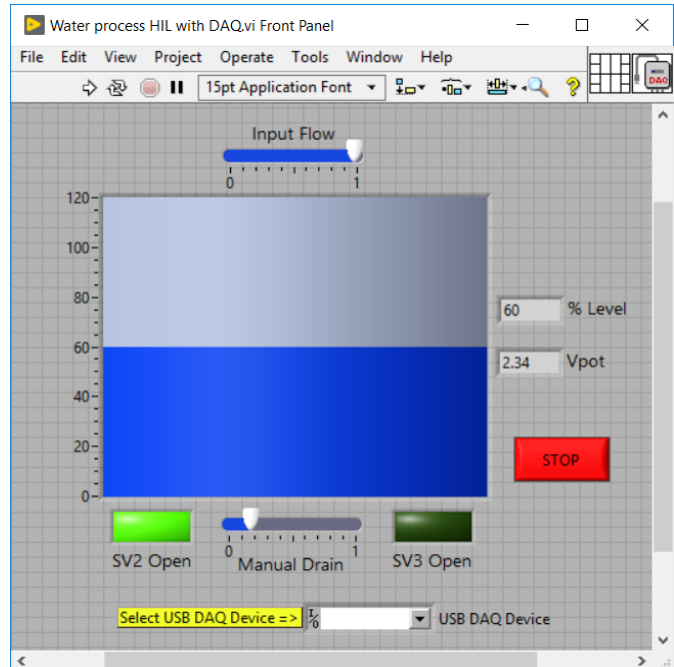 Water process HIL with DAQ.vi Front Panel
File Edit View Project Operate Tools Window Help
15pt Application Font
DAQ
Input Flow
0 1
120
100
80
60
40
20
0
60 % Level
2.34 Vpot
STOP
SV2 Open
0 1
Manual Drain
SV3 Open
Select USB DAQ Device => I/O USB DAQ Device